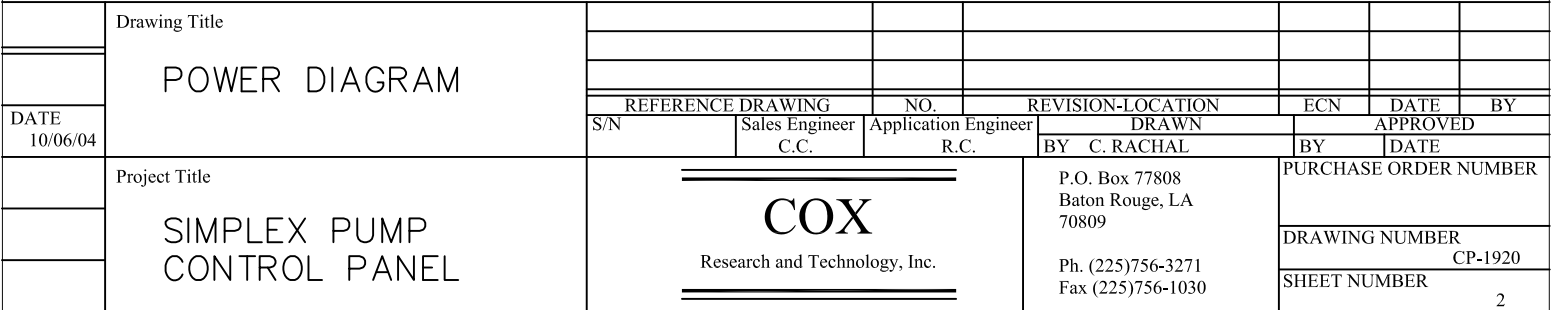 Drawing Title
POWER DIAGRAM
DATE
10/06/04
REFERENCE DRAWING NO. REVISION-LOCATION ECN DATE BY
S/N Sales Engineer Application Engineer DRAWN APPROVED
C.C. R.C. BY C. RACHAL BY DATE
Project Title
SIMPLEX PUMP
CONTROL PANEL
COX
Research and Technology, Inc.
P.O. Box 77808
Baton Rouge, LA
70809
Ph. (225)756-3271
Fax (225)756-1030
PURCHASE ORDER NUMBER
DRAWING NUMBER
CP-1920
SHEET NUMBER
2